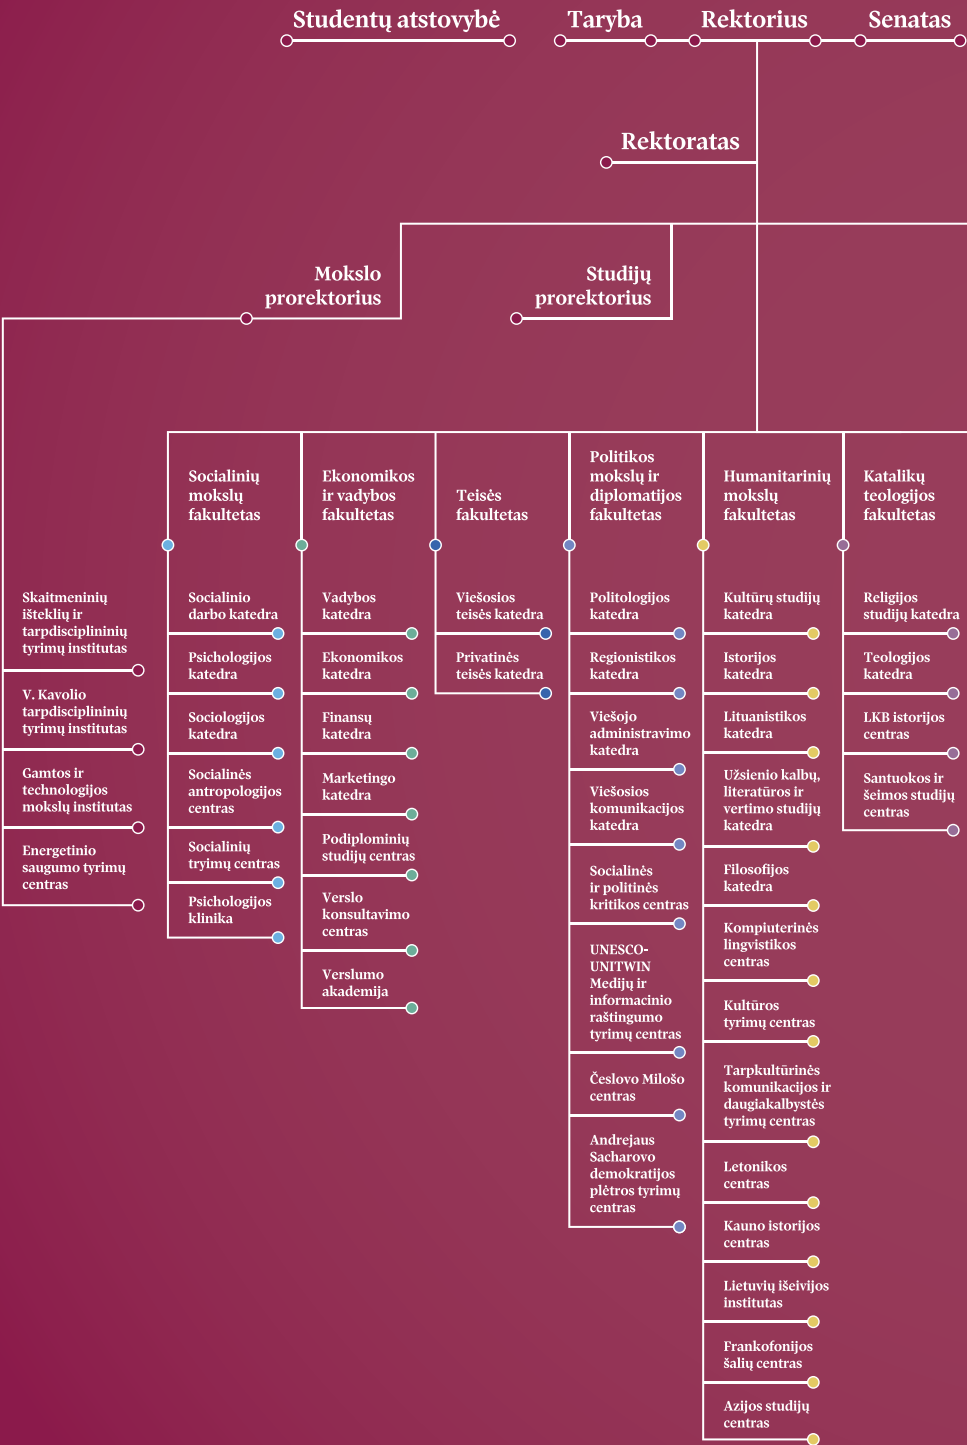 Studentų atstovybė
Taryba
Rektorius
Senatas
Rektoratas
Mokslo
prorektorius
Studijų
prorektorius
Skaitmeninių
išteklių ir
tarpdisciplininių
tyrimų institutas
V. Kavolio
tarpdisciplininių
tyrimų institutas
Gamtos ir
technologijos
mokslų institutas
Energetinio
saugumo tyrimų
centras
Socialinių
mokslų
fakultetas
Socialinio
darbo katedra
Psichologijos
katedra
Sociologijos
katedra
Socialinės
antropologijos
centras
Socialinių
tryimų centras
Psichologijos
klinika
Ekonomikos
ir vadybos
fakultetas
Vadybos
katedra
Ekonomikos
katedra
Finansų
katedra
Marketingo
katedra
Podiplominių
studijų centras
Verslo
konsultavimo
centras
Verslumo
akademija
Teisės
fakultetas
Viešosios
teisės katedra
Privatinės
teisės katedra
Politikos
mokslų ir
diplomatijos
fakultetas
Politologijos
katedra
Regionistikos
katedra
Viešojo
administravimo
katedra
Viešosios
komunikacijos
katedra
Socialinės
ir politinės
kritikos centras
UNESCO-
UNITWIN
Medijų ir
informacinio
raštingumo
tyrimų centras
Česlovo Milošo
centras
Andrejaus
Sacharovo
demokratijos
plėtros tyrimų
centras
Humanitarinių
mokslų
fakultetas
Kultūrų studijų
katedra
Istorijos
katedra
Lituanistikos
katedra
Užsienio kalbų,
literatūros ir
vertimo studijų
katedra
Filosofijos
katedra
Kompiuterinės
lingvistikos
centras
Kultūros
tyrimų centras
Tarpkultūrinės
komunikacijos ir
daugiakalbystės
tyrimų centras
Letonikos
centras
Kauno istorijos
centras
Lietuvių išeivijos
institutas
Frankofonijos
šalių centras
Azijos studijų
centras
Katalikų
teologijos
fakultetas
Religijos
studijų katedra
Teologijos
katedra
LKB istorijos
centras
Santuokos ir
šeimos studijų
centras